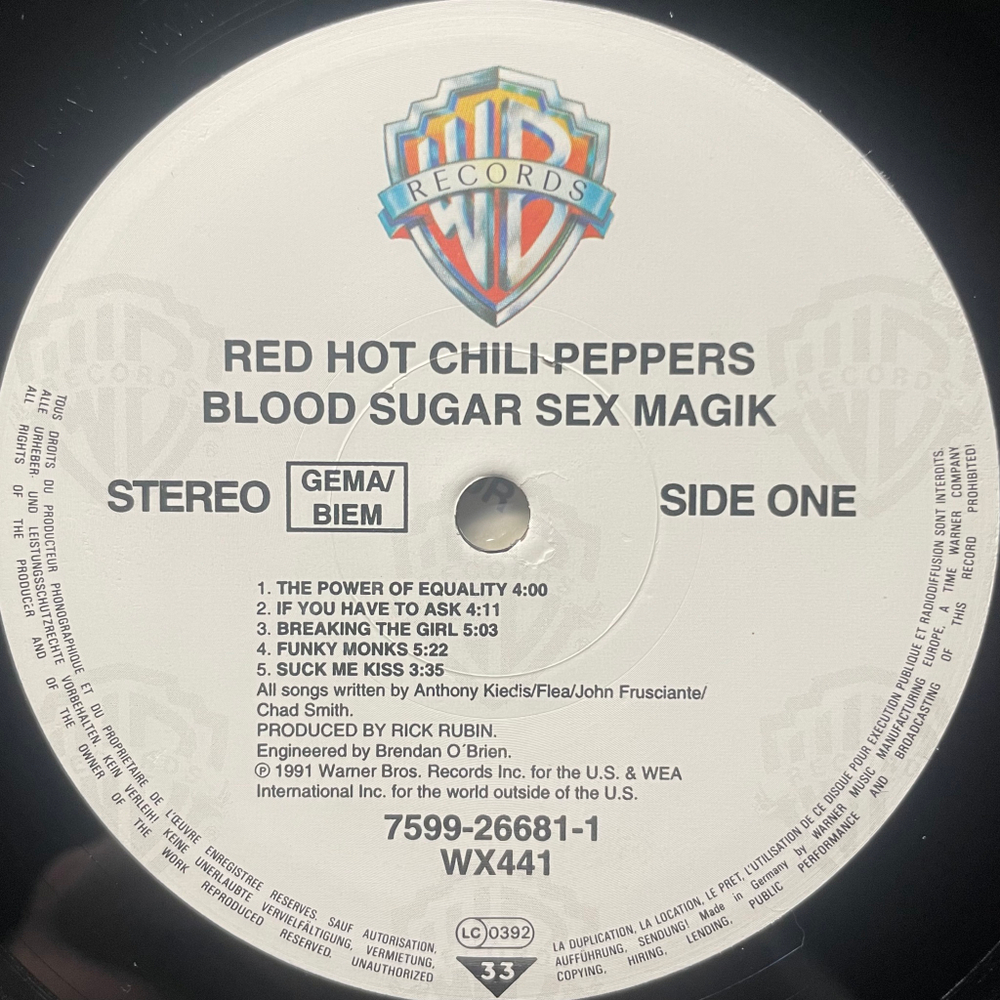 WB
RECORDS
RED HOT CHILI PEPPERS
BLOOD SUGAR SEX MAGIK
STEREO
GEMA/
BIEM
SIDE ONE
1. THE POWER OF EQUALITY 4:00
2. IF YOU HAVE TO ASK 4:11
3. BREAKING THE GIRL 5:03
4. FUNKY MONKS 5:22
5. SUCK ME KISS 3:35
All songs written by Anthony Kiedis/Flea/John Frusciante/
Chad Smith.
PRODUCED BY RICK RUBIN.
Engineered by Brendan O´Brien.
℗ 1991 Warner Bros. Records Inc. for the U.S. & WEA
International Inc. for the world outside of the U.S.
7599-26681-1
WX441
LC 0392
33
TOUS DROITS DU PRODUCTEUR PHONOGRAPHIQUE ET DU PROPRIETAIRE DE L'ŒUVRE ENREGISTREE RESERVES. SAUF AUTORISATION, LA DUPLICATION, LA LOCATION, LE PRET, L'UTILISATION DE CE DISQUE POUR EXECUTION PUBLIQUE ET RADIODIFFUSION SONT INTERDITS.
ALLE URHEBER- UND LEISTUNGSSCHUTZRECHTE VORBEHALTEN. KEIN VERLEIH! KEINE UNERLAUBTE VERVIELFÄLTIGUNG, VERMIETUNG, AUFFÜHRUNG, SENDUNG! Made in Germany by WARNER MUSIC MANUFACTURING EUROPE, A TIME WARNER COMPANY
ALL RIGHTS OF THE PRODUCER AND OF THE OWNER OF THE WORK REPRODUCED RESERVED. UNAUTHORIZED COPYING, HIRING, LENDING, PUBLIC PERFORMANCE AND BROADCASTING OF THIS RECORD PROHIBITED!